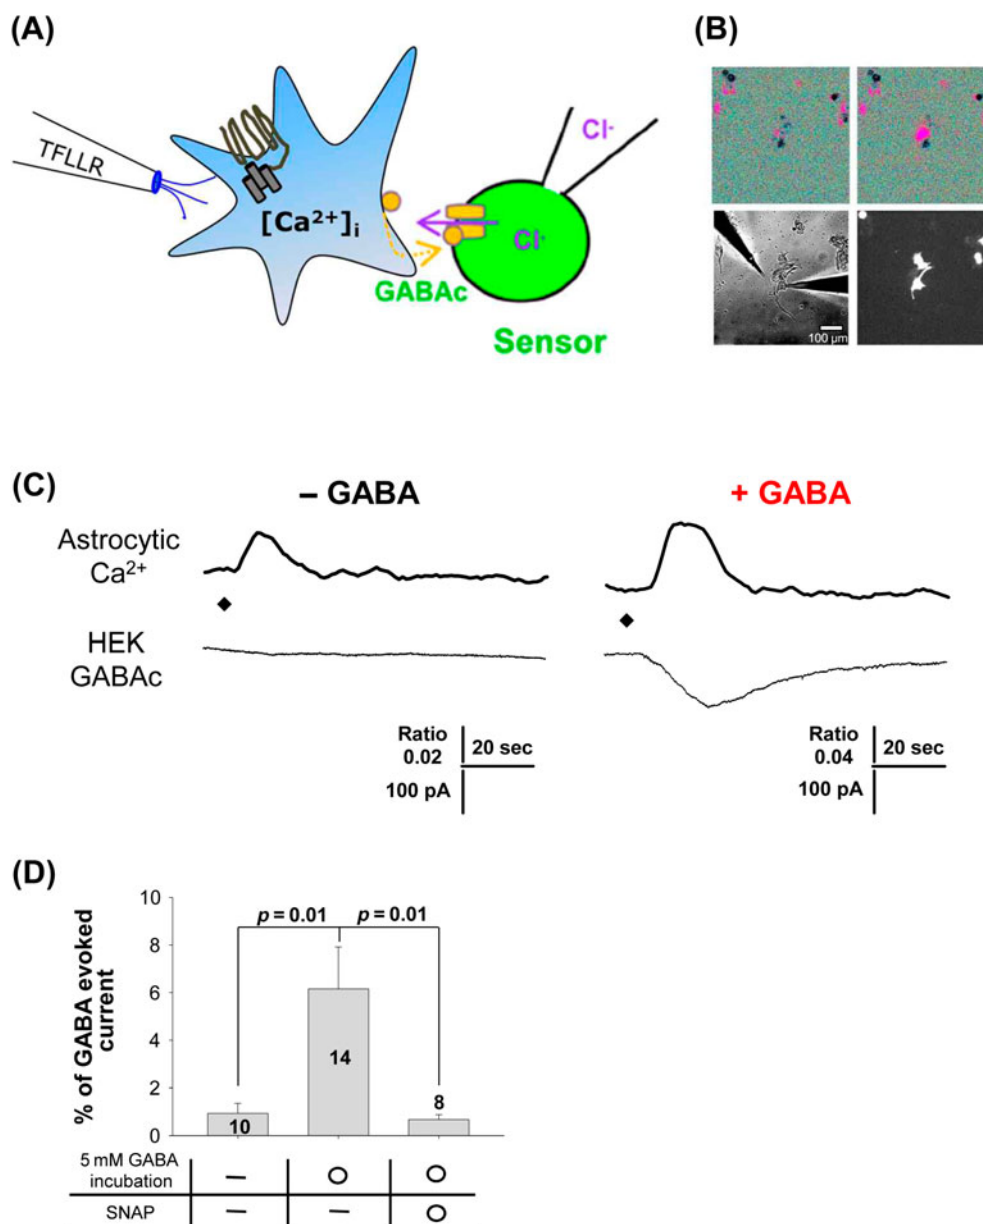 (A)
TFLLR
[Ca²⁺]ᵢ
GABAc
Cl⁻
Cl⁻
Sensor
(B)
100 µm
(C)
– GABA
+ GABA
Astrocytic
Ca²⁺
HEK
GABAc
Ratio
0.02
20 sec
100 pA
Ratio
0.04
20 sec
100 pA
(D)
% of GABA evoked
current
10
8
6
4
2
0
p = 0.01
p = 0.01
10
14
8
5 mM GABA
incubation
– O O
SNAP
– – O